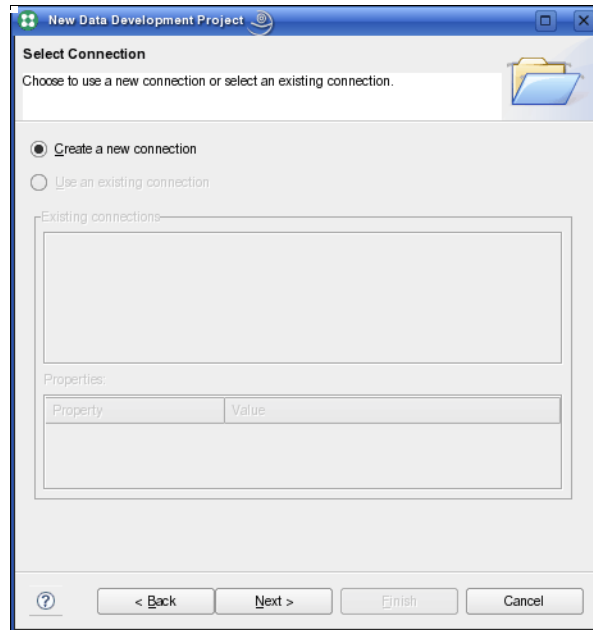 New Data Development Project
Select Connection
Choose to use a new connection or select an existing connection.
Create a new connection
Use an existing connection
Existing connections
Properties:
Property Value
?
< Back Next > Finish Cancel